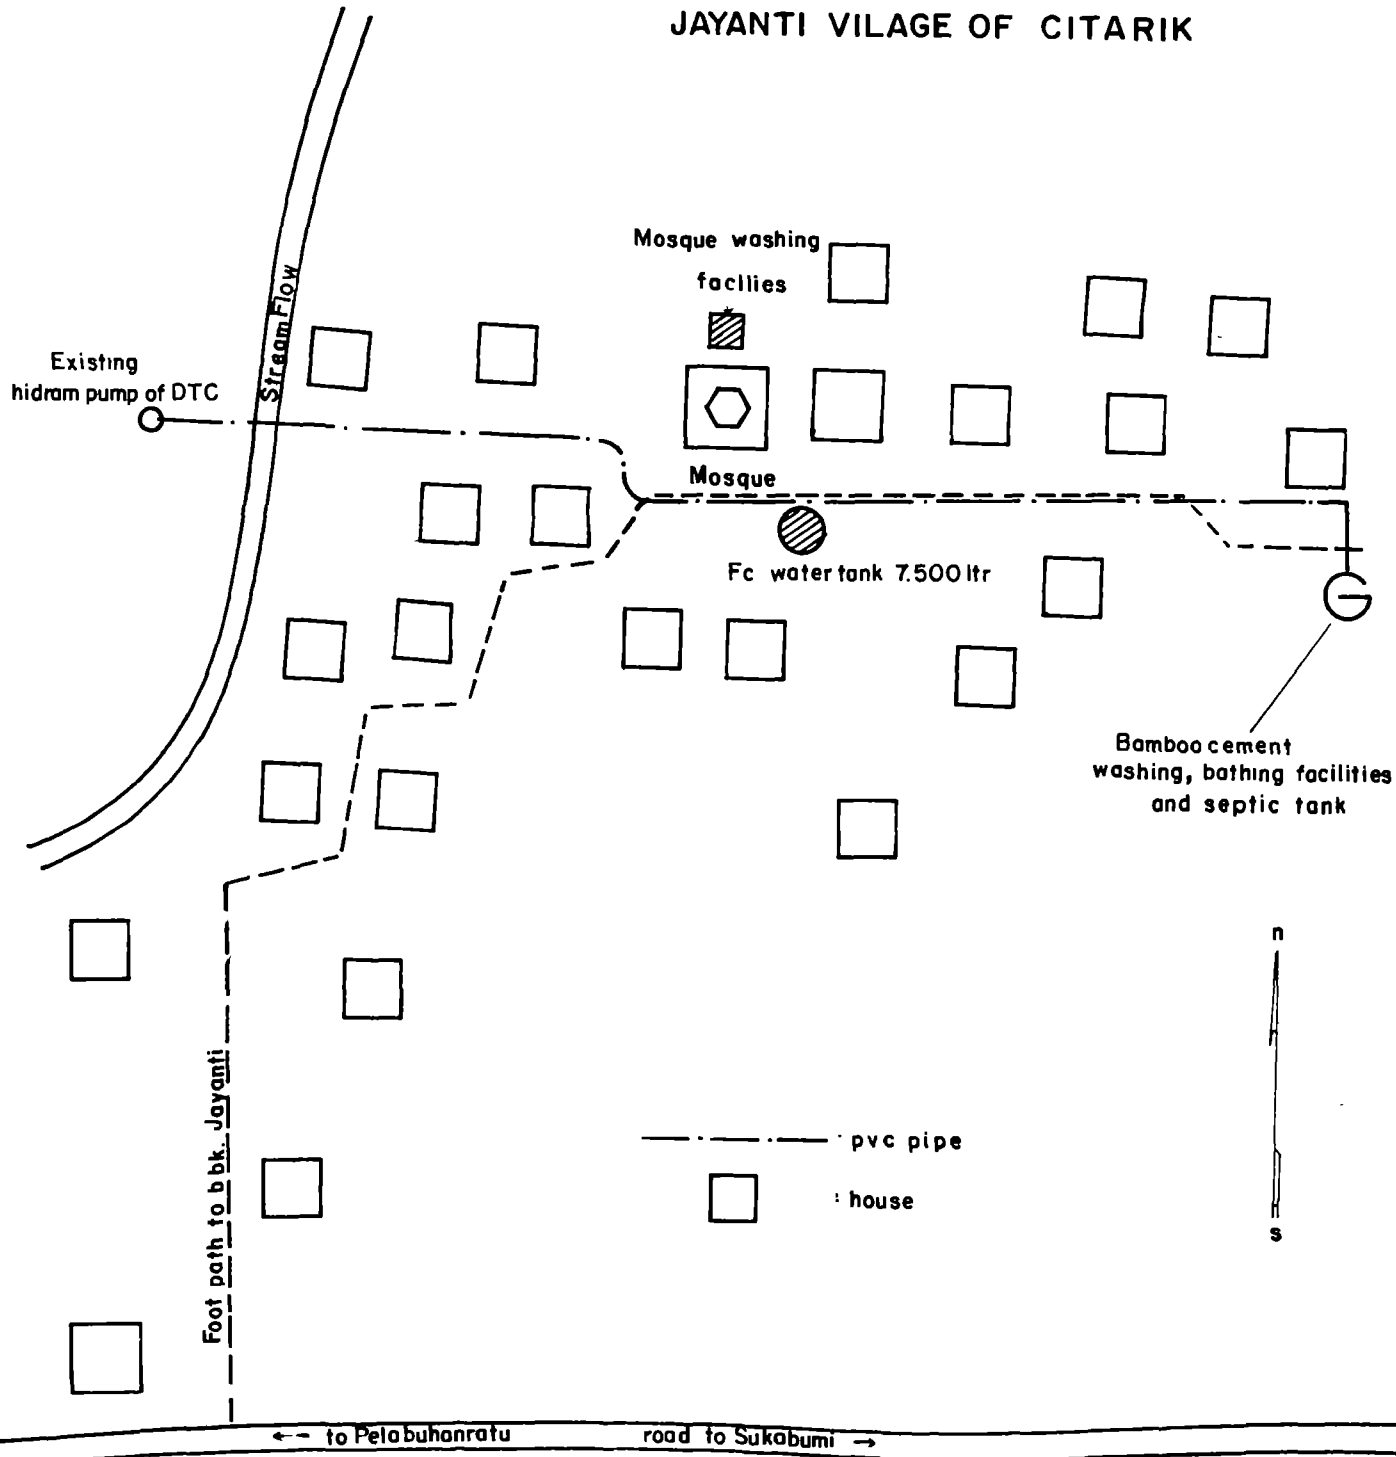 JAYANTI VILAGE OF CITARIK
Mosque washing
facllies
Stream Flow
Existing
hidram pump of DTC
Mosque
Fc water tank 7.500 ltr
Bamboo cement
washing, bathing facilities
and septic tank
n
s
Foot path to b bk. Jayanti
: pvc pipe
: house
←- to Pelabuhanratu
road to Sukabumi →